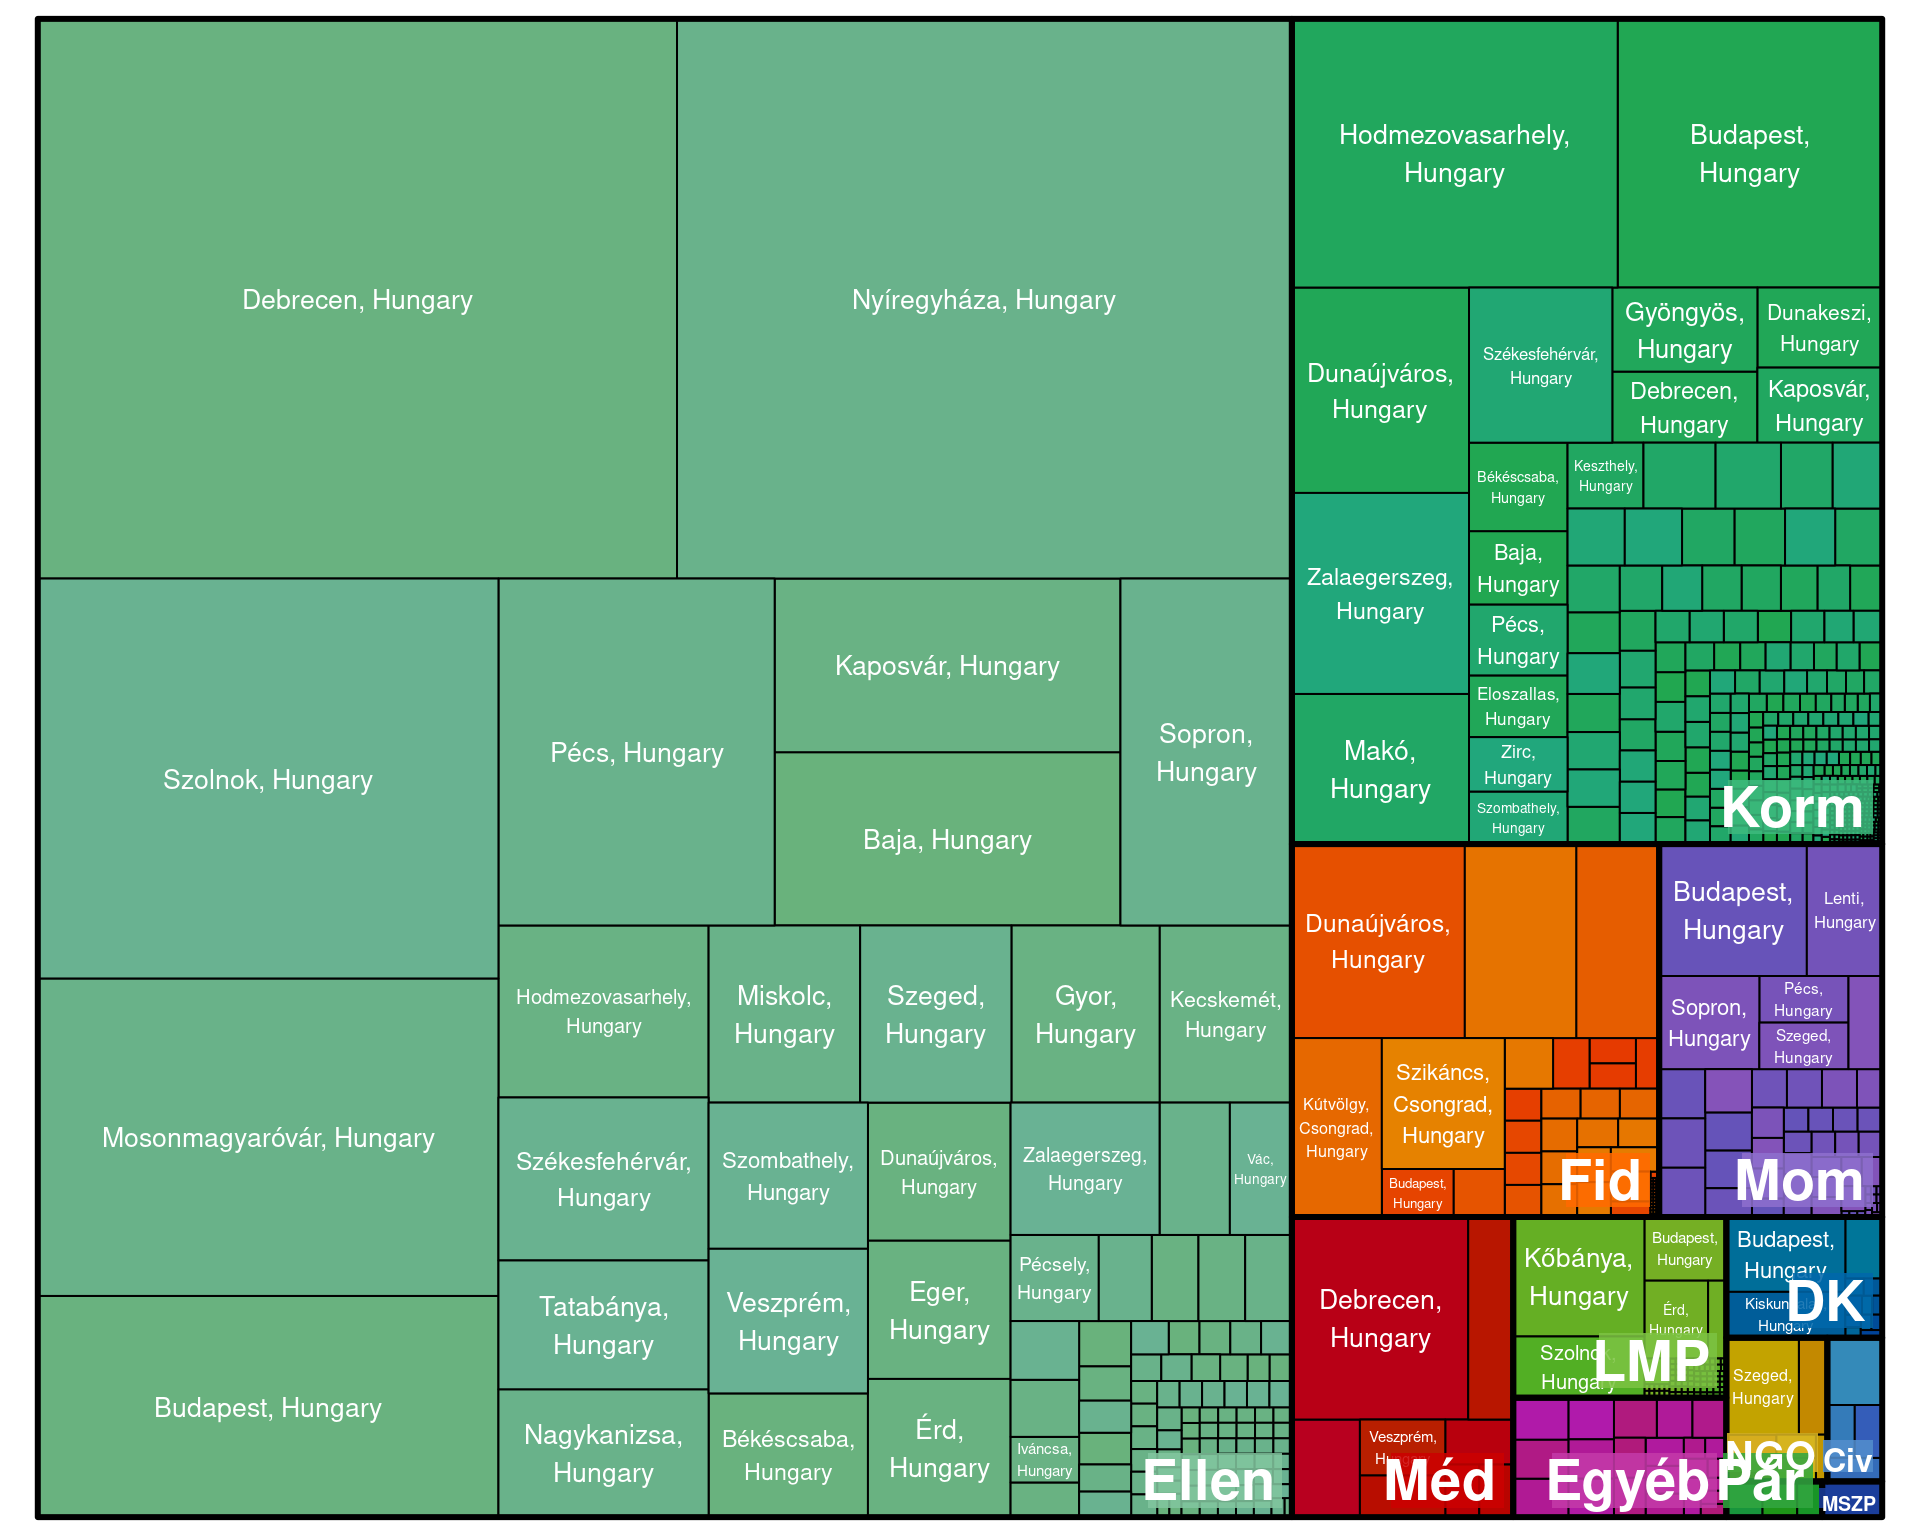 Debrecen, Hungary
Nyíregyháza, Hungary
Szolnok, Hungary
Pécs, Hungary
Kaposvár, Hungary
Baja, Hungary
Sopron,
Hungary
Mosonmagyaróvár, Hungary
Budapest, Hungary
Hodmezovasarhely,
Hungary
Miskolc,
Hungary
Szeged,
Hungary
Gyor,
Hungary
Kecskemét,
Hungary
Székesfehérvár,
Hungary
Szombathely,
Hungary
Dunaújváros,
Hungary
Zalaegerszeg,
Hungary
Vác,
Hungary
Tatabánya,
Hungary
Veszprém,
Hungary
Eger,
Hungary
Pécsely,
Hungary
Nagykanizsa,
Hungary
Békéscsaba,
Hungary
Érd,
Hungary
Iváncsa,
Hungary
Ellen
Hodmezovasarhely,
Hungary
Budapest,
Hungary
Dunaújváros,
Hungary
Székesfehérvár,
Hungary
Gyöngyös,
Hungary
Dunakeszi,
Hungary
Debrecen,
Hungary
Kaposvár,
Hungary
Zalaegerszeg,
Hungary
Békéscsaba,
Hungary
Keszthely,
Hungary
Baja,
Hungary
Pécs,
Hungary
Eloszallas,
Hungary
Makó,
Hungary
Zirc,
Hungary
Szombathely,
Hungary
Korm
Dunaújváros,
Hungary
Kútvölgy,
Csongrad,
Hungary
Szikáncs,
Csongrad,
Hungary
Budapest,
Hungary
Fid
Budapest,
Hungary
Lenti,
Hungary
Sopron,
Hungary
Pécs,
Hungary
Szeged,
Hungary
Mom
Debrecen,
Hungary
Veszprém,
Méd
Kőbánya,
Hungary
Budapest,
Hungary
Érd,
Hungary
Szolnok,
Hungary
LMP
Budapest,
Hungary
Hungary
DK
Szeged,
Hungary
NGO
Civ
Egyéb
Pár
MSZP